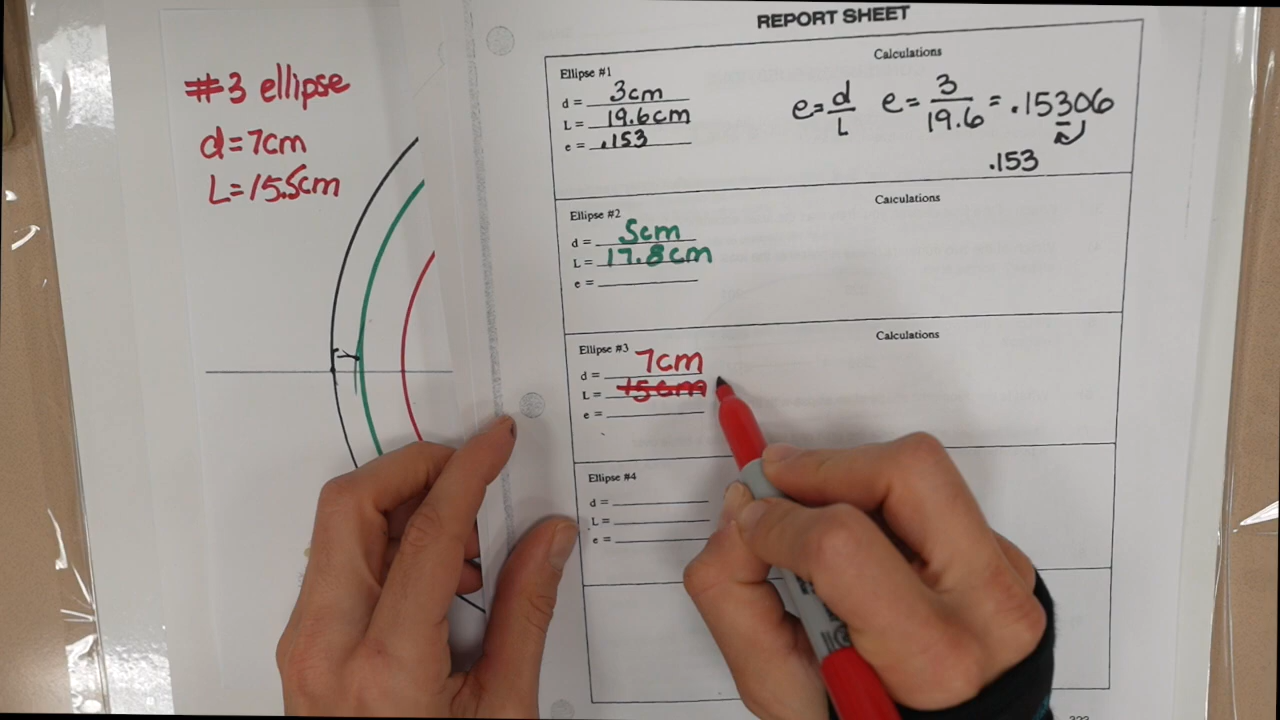 #3 ellipse
d=7cm
L=15.5cm
REPORT SHEET
Ellipse #1
d = 3cm
L = 19.6cm
e = .153
Calculations
e=d/L e=3/19.6=.15306
.153
Ellipse #2
d = 5cm
L = 17.8cm
e =
Calculations
Ellipse #3
d = 7cm
L =
e =
Calculations
Ellipse #4
d =
L =
e =